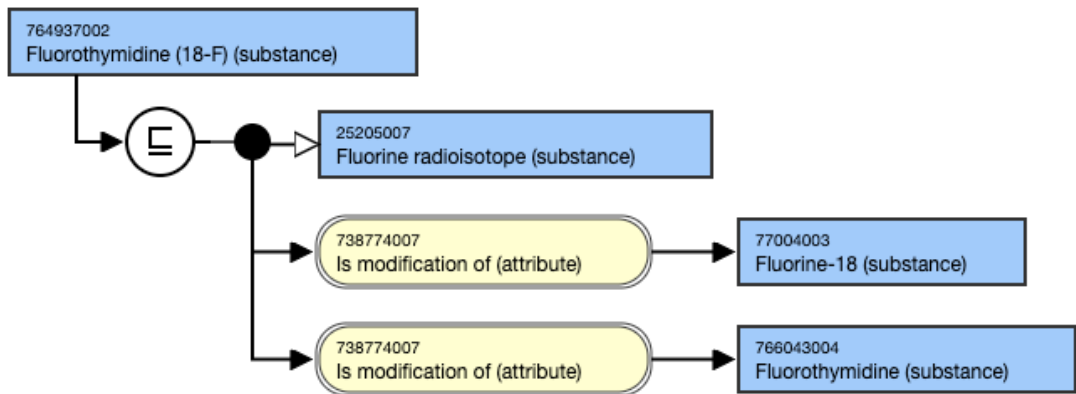 764937002
Fluorothymidine (18-F) (substance)
⊑
25205007
Fluorine radioisotope (substance)
738774007
Is modification of (attribute)
77004003
Fluorine-18 (substance)
738774007
Is modification of (attribute)
766043004
Fluorothymidine (substance)